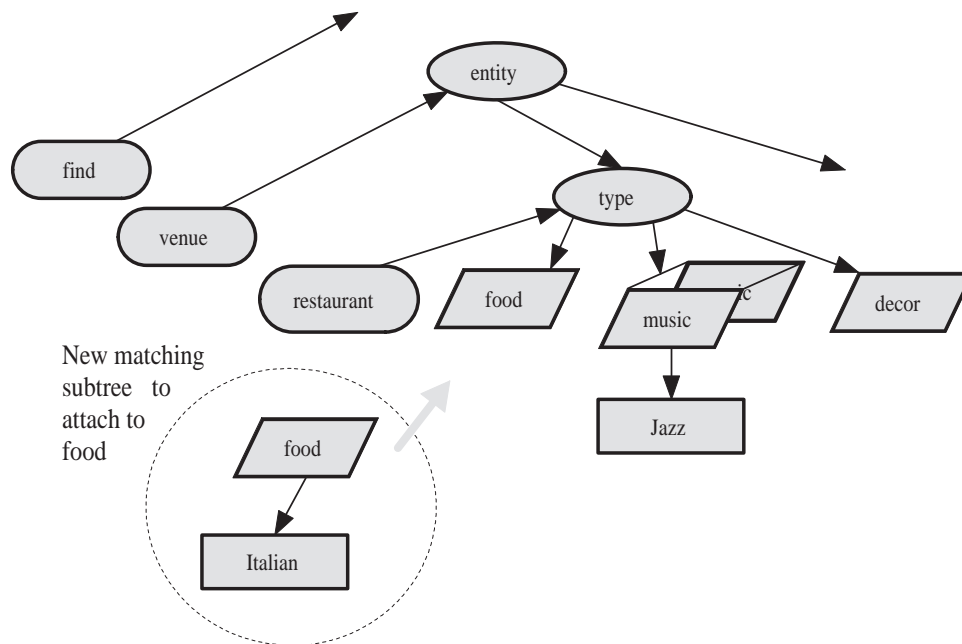 entity
find
type
venue
restaurant
food
music
decor
New matching
subtree to
attach to
food
Jazz
food
Italian